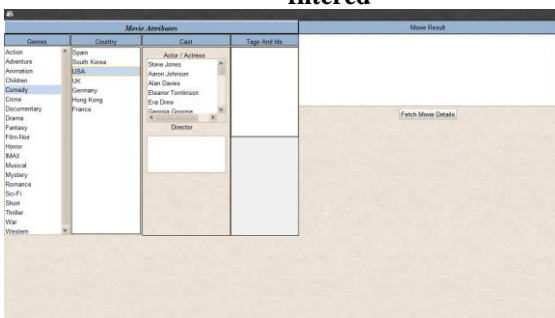 filtered
Movie Attributes
Movie Result
Genres
Country
Cast
Tags And Ids
Action
Adventure
Animation
Children
Comedy
Crime
Documentary
Drama
Fantasy
Film-Noir
Horror
IMAX
Musical
Mystery
Romance
Sci-Fi
Short
Thriller
War
Western
Spain
South Korea
USA
UK
Germany
Hong Kong
France
Actor / Actress
Steve Jones
Aaron Johnson
Alan Davies
Eleanor Tomlinson
Eva Drew
Georgia Groome
Director
Fetch Movie Details